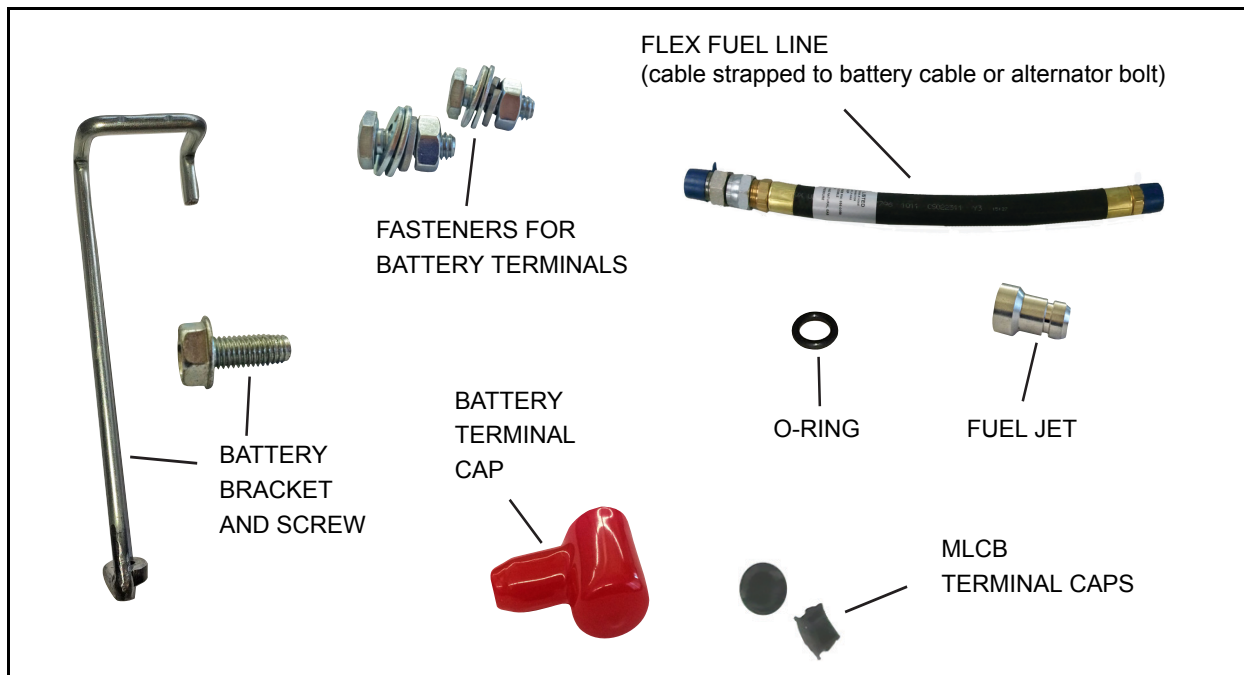 FLEX FUEL LINE
(cable strapped to battery cable or alternator bolt)
FASTENERS FOR
BATTERY TERMINALS
O-RING
FUEL JET
BATTERY
TERMINAL
CAP
BATTERY
BRACKET
AND SCREW
MLCB
TERMINAL CAPS